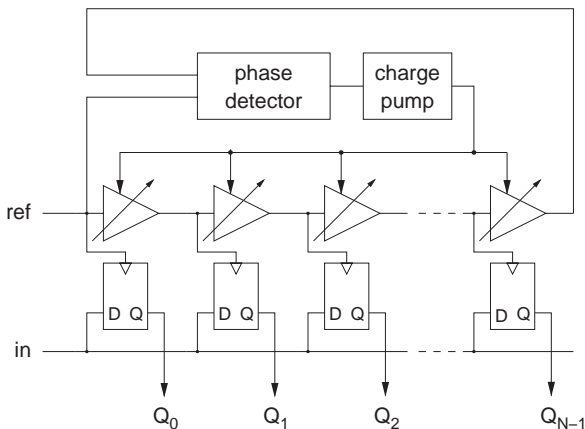 phase
detector
charge
pump
ref
D Q
D Q
D Q
D Q
in
Q0
Q1
Q2
QN−1